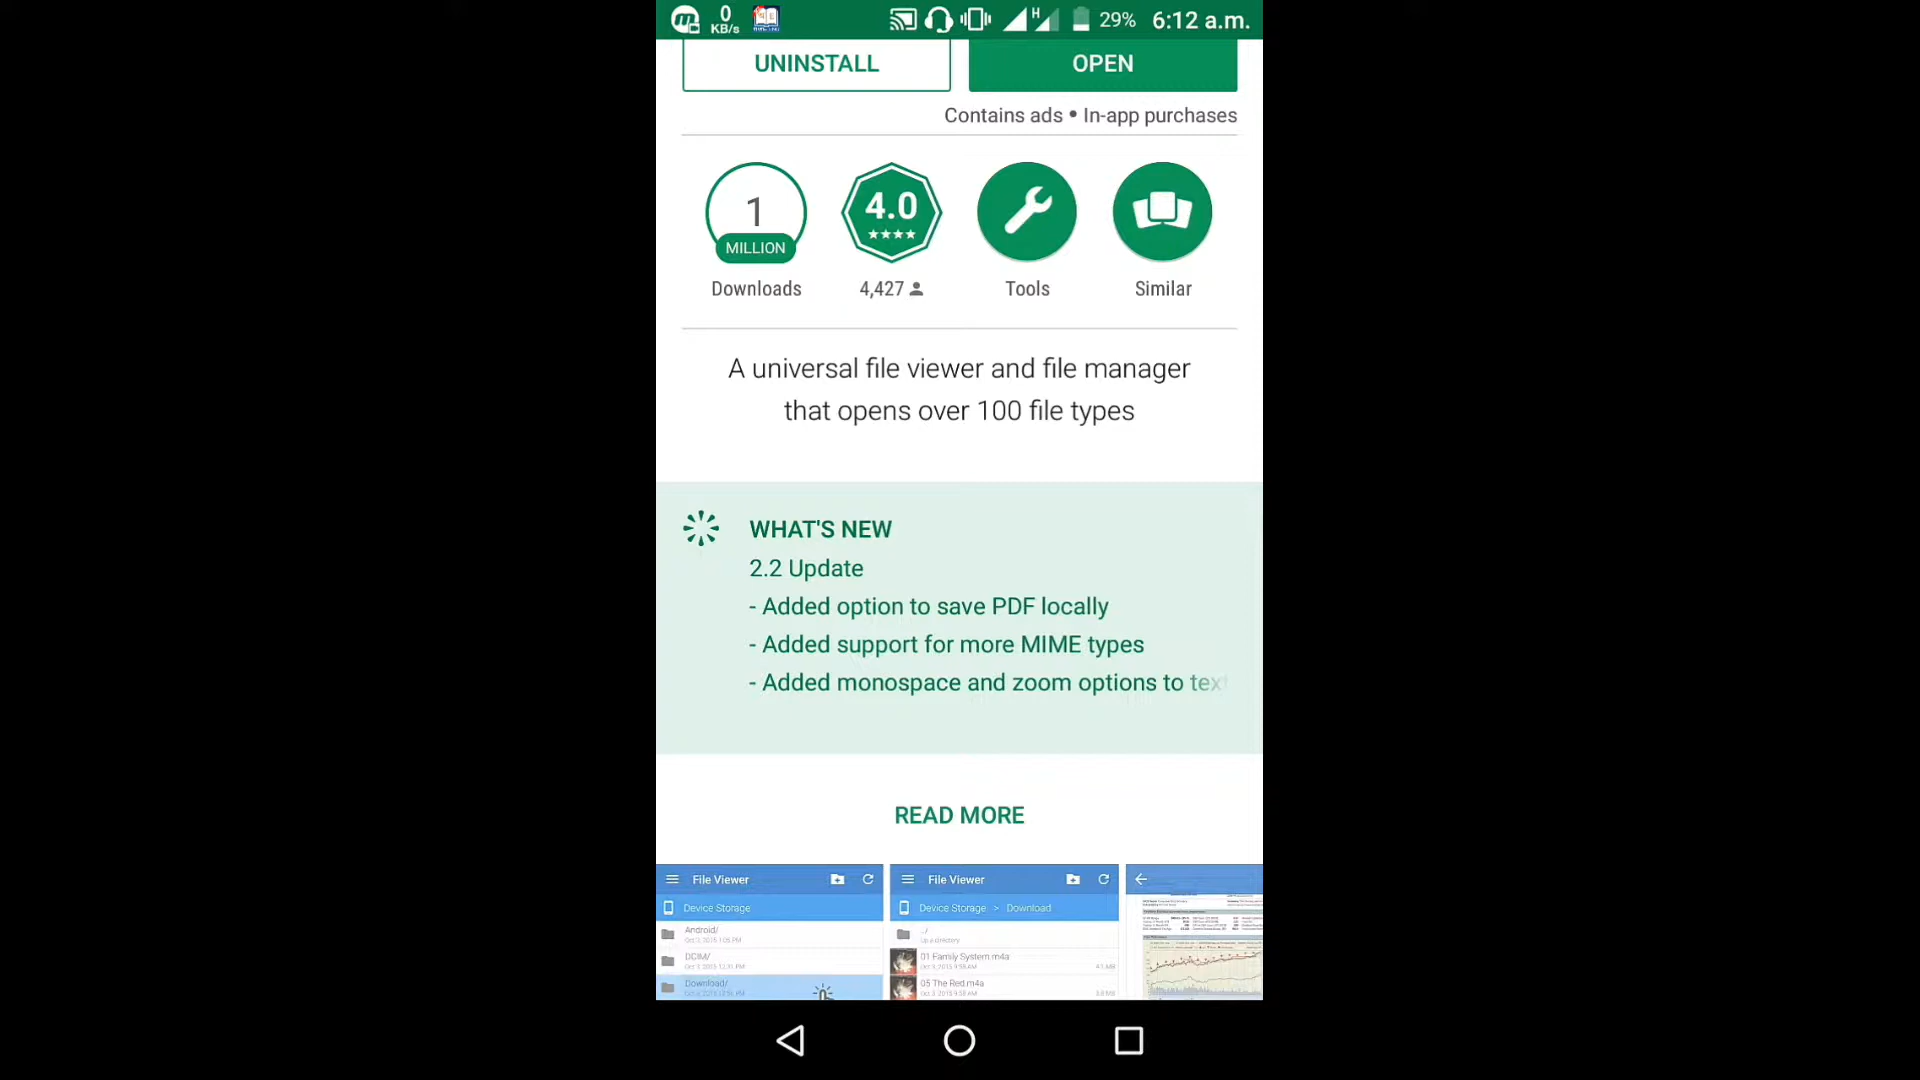 0
KB/s
H
29%
6:12 a.m.
UNINSTALL
OPEN
Contains ads • In-app purchases
1
MILLION
4.0
Downloads
4,427
Tools
Similar
A universal file viewer and file manager
that opens over 100 file types
WHAT'S NEW
2.2 Update
- Added option to save PDF locally
- Added support for more MIME types
- Added monospace and zoom options to text
READ MORE
File Viewer
Device Storage
Android/
DCIM/
Download/
File Viewer
Device Storage > Download
../
Up a directory
01 Family System.m4a
05 The Red.m4a